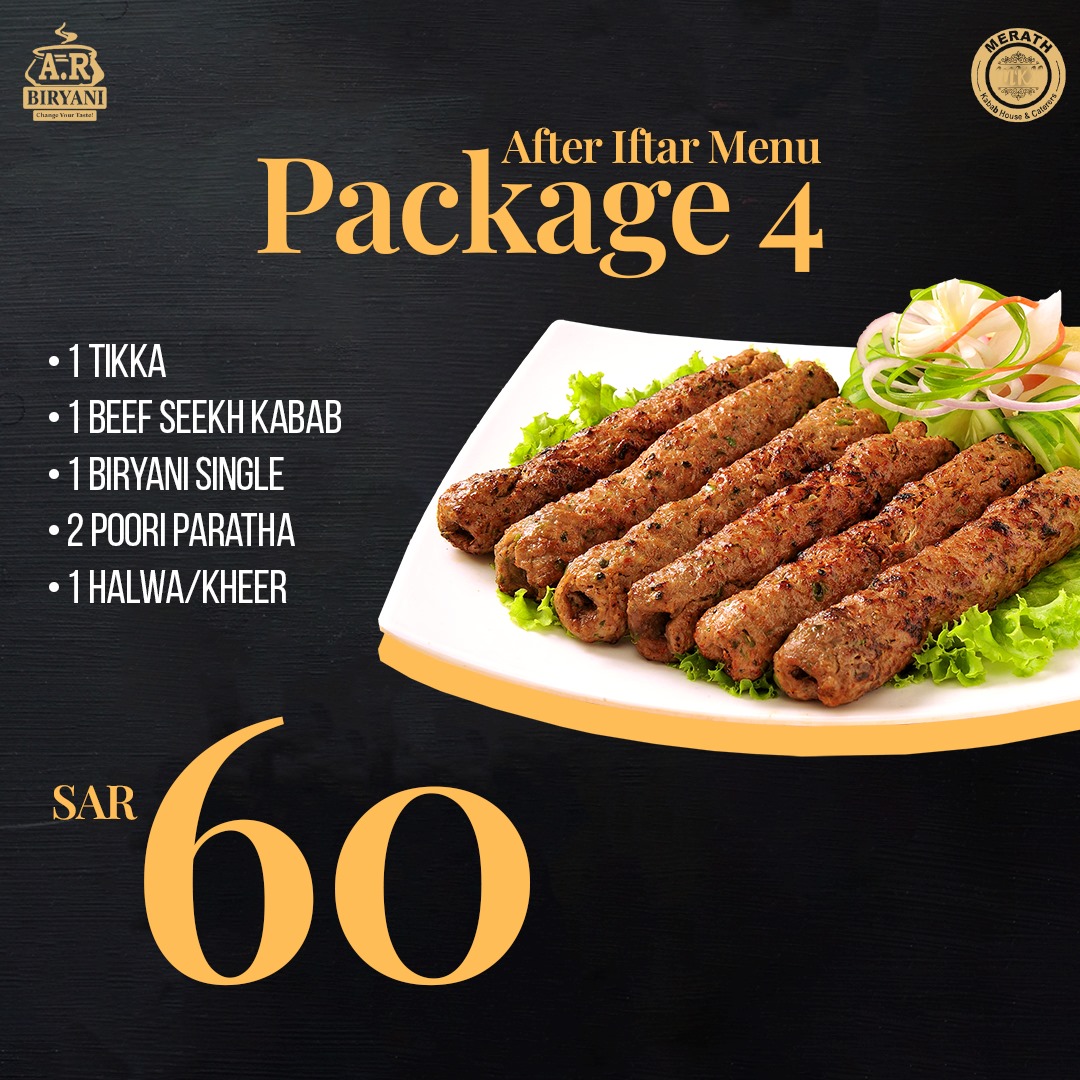 A.R
BIRYANI
Change Your Taste!
MERATH
Kabab House & Caterers
After Iftar Menu
Package 4
• 1 TIKKA
• 1 BEEF SEEKH KABAB
• 1 BIRYANI SINGLE
• 2 POORI PARATHA
• 1 HALWA/KHEER
SAR 60